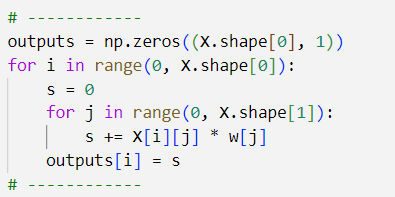 # ------------
outputs = np.zeros((X.shape[0], 1))
for i in range(0, X.shape[0]):
    s = 0
    for j in range(0, X.shape[1]):
        s += X[i][j] * w[j]
    outputs[i] = s
# ------------